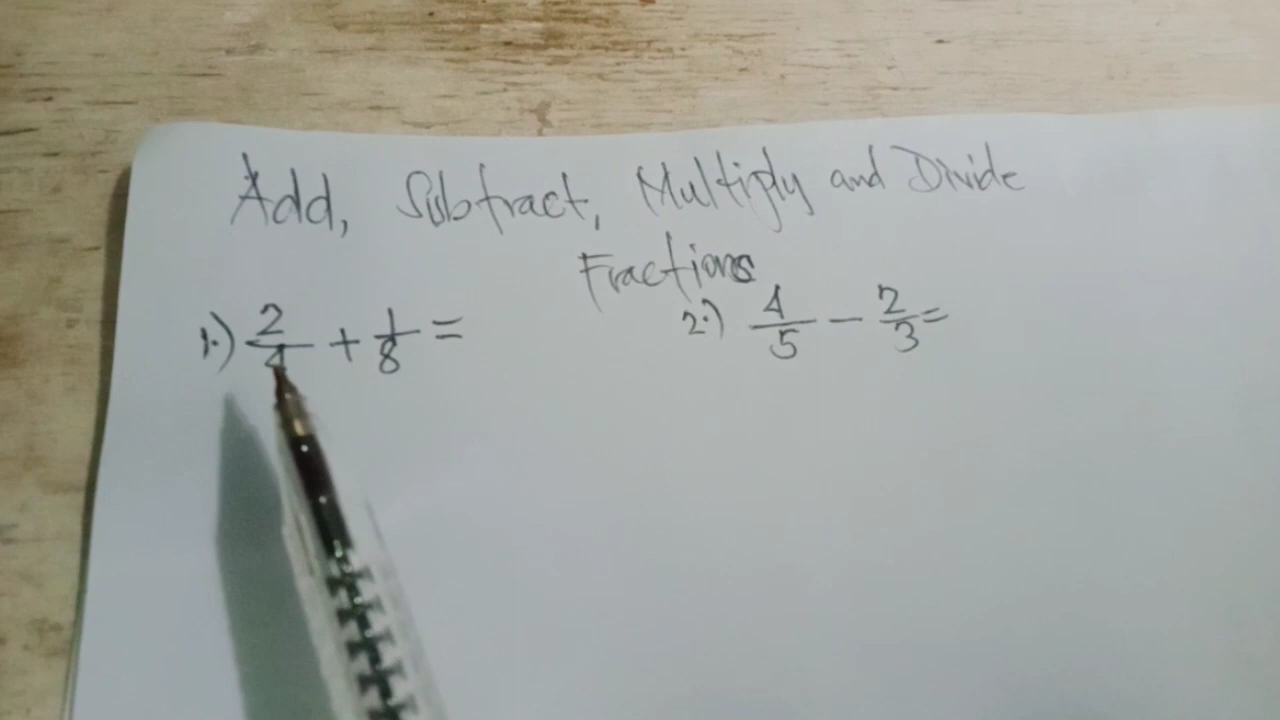 Add, Subtract, Multiply and Divide
Fractions
1.) 2/4 + 1/8 =
2.) 4/5 - 2/3 =